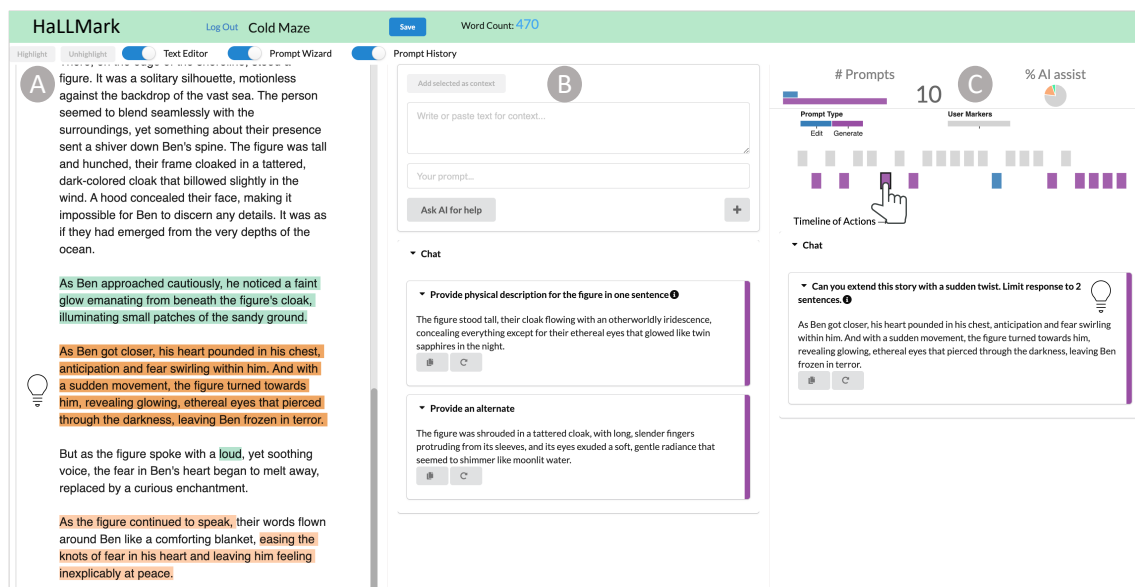 HaLLMark
Log Out
Cold Maze
Save
Word Count: 470
Highlight
Unhighlight
Text Editor
Prompt Wizard
Prompt History
A
There, on the edge of the shoreline, stood a
figure. It was a solitary silhouette, motionless
against the backdrop of the vast sea. The person
seemed to blend seamlessly with the
surroundings, yet something about their presence
sent a shiver down Ben's spine. The figure was tall
and hunched, their frame cloaked in a tattered,
dark-colored cloak that billowed slightly in the
wind. A hood concealed their face, making it
impossible for Ben to discern any details. It was as
if they had emerged from the very depths of the
ocean.
As Ben approached cautiously, he noticed a faint
glow emanating from beneath the figure's cloak,
illuminating small patches of the sandy ground.
As Ben got closer, his heart pounded in his chest,
anticipation and fear swirling within him. And with
a sudden movement, the figure turned towards
him, revealing glowing, ethereal eyes that pierced
through the darkness, leaving Ben frozen in terror.
But as the figure spoke with a loud, yet soothing
voice, the fear in Ben's heart began to melt away,
replaced by a curious enchantment.
As the figure continued to speak, their words flown
around Ben like a comforting blanket, easing the
knots of fear in his heart and leaving him feeling
inexplicably at peace.
Add selected as context
B
Write or paste text for context...
Your prompt...
Ask AI for help
+
Chat
Provide physical description for the figure in one sentence
The figure stood tall, their cloak flowing with an otherworldly iridescence,
concealing everything except for their ethereal eyes that glowed like twin
sapphires in the night.
Provide an alternate
The figure was shrouded in a tattered cloak, with long, slender fingers
protruding from its sleeves, and its eyes exuded a soft, gentle radiance that
seemed to shimmer like moonlit water.
# Prompts
10
C
% AI assist
Prompt Type
Edit
Generate
User Markers
Timeline of Actions
Chat
Can you extend this story with a sudden twist. Limit response to 2
sentences.
As Ben got closer, his heart pounded in his chest, anticipation and fear swirling
within him. And with a sudden movement, the figure turned towards him,
revealing glowing, ethereal eyes that pierced through the darkness, leaving Ben
frozen in terror.